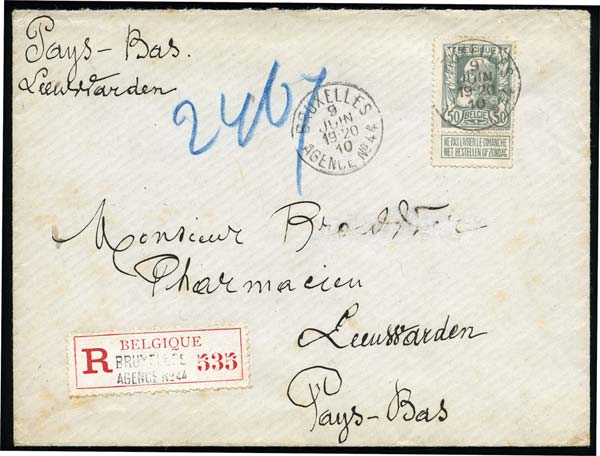 Pays-Bas.
Leeuwarden
2467
BRUXELLES
9
JUIN
19-20
10
AGENCE No 44
BELGIQUE
9
JUIN
19-20
10
50 50
BELGIE
NE PAS LIVRER LE DIMANCHE
NIET BESTELLEN OP ZONDAG
Monsieur
Pharmacien
Leeuwarden
Pays-Bas
BELGIQUE
R BRUXELLES 535
AGENCE No 44